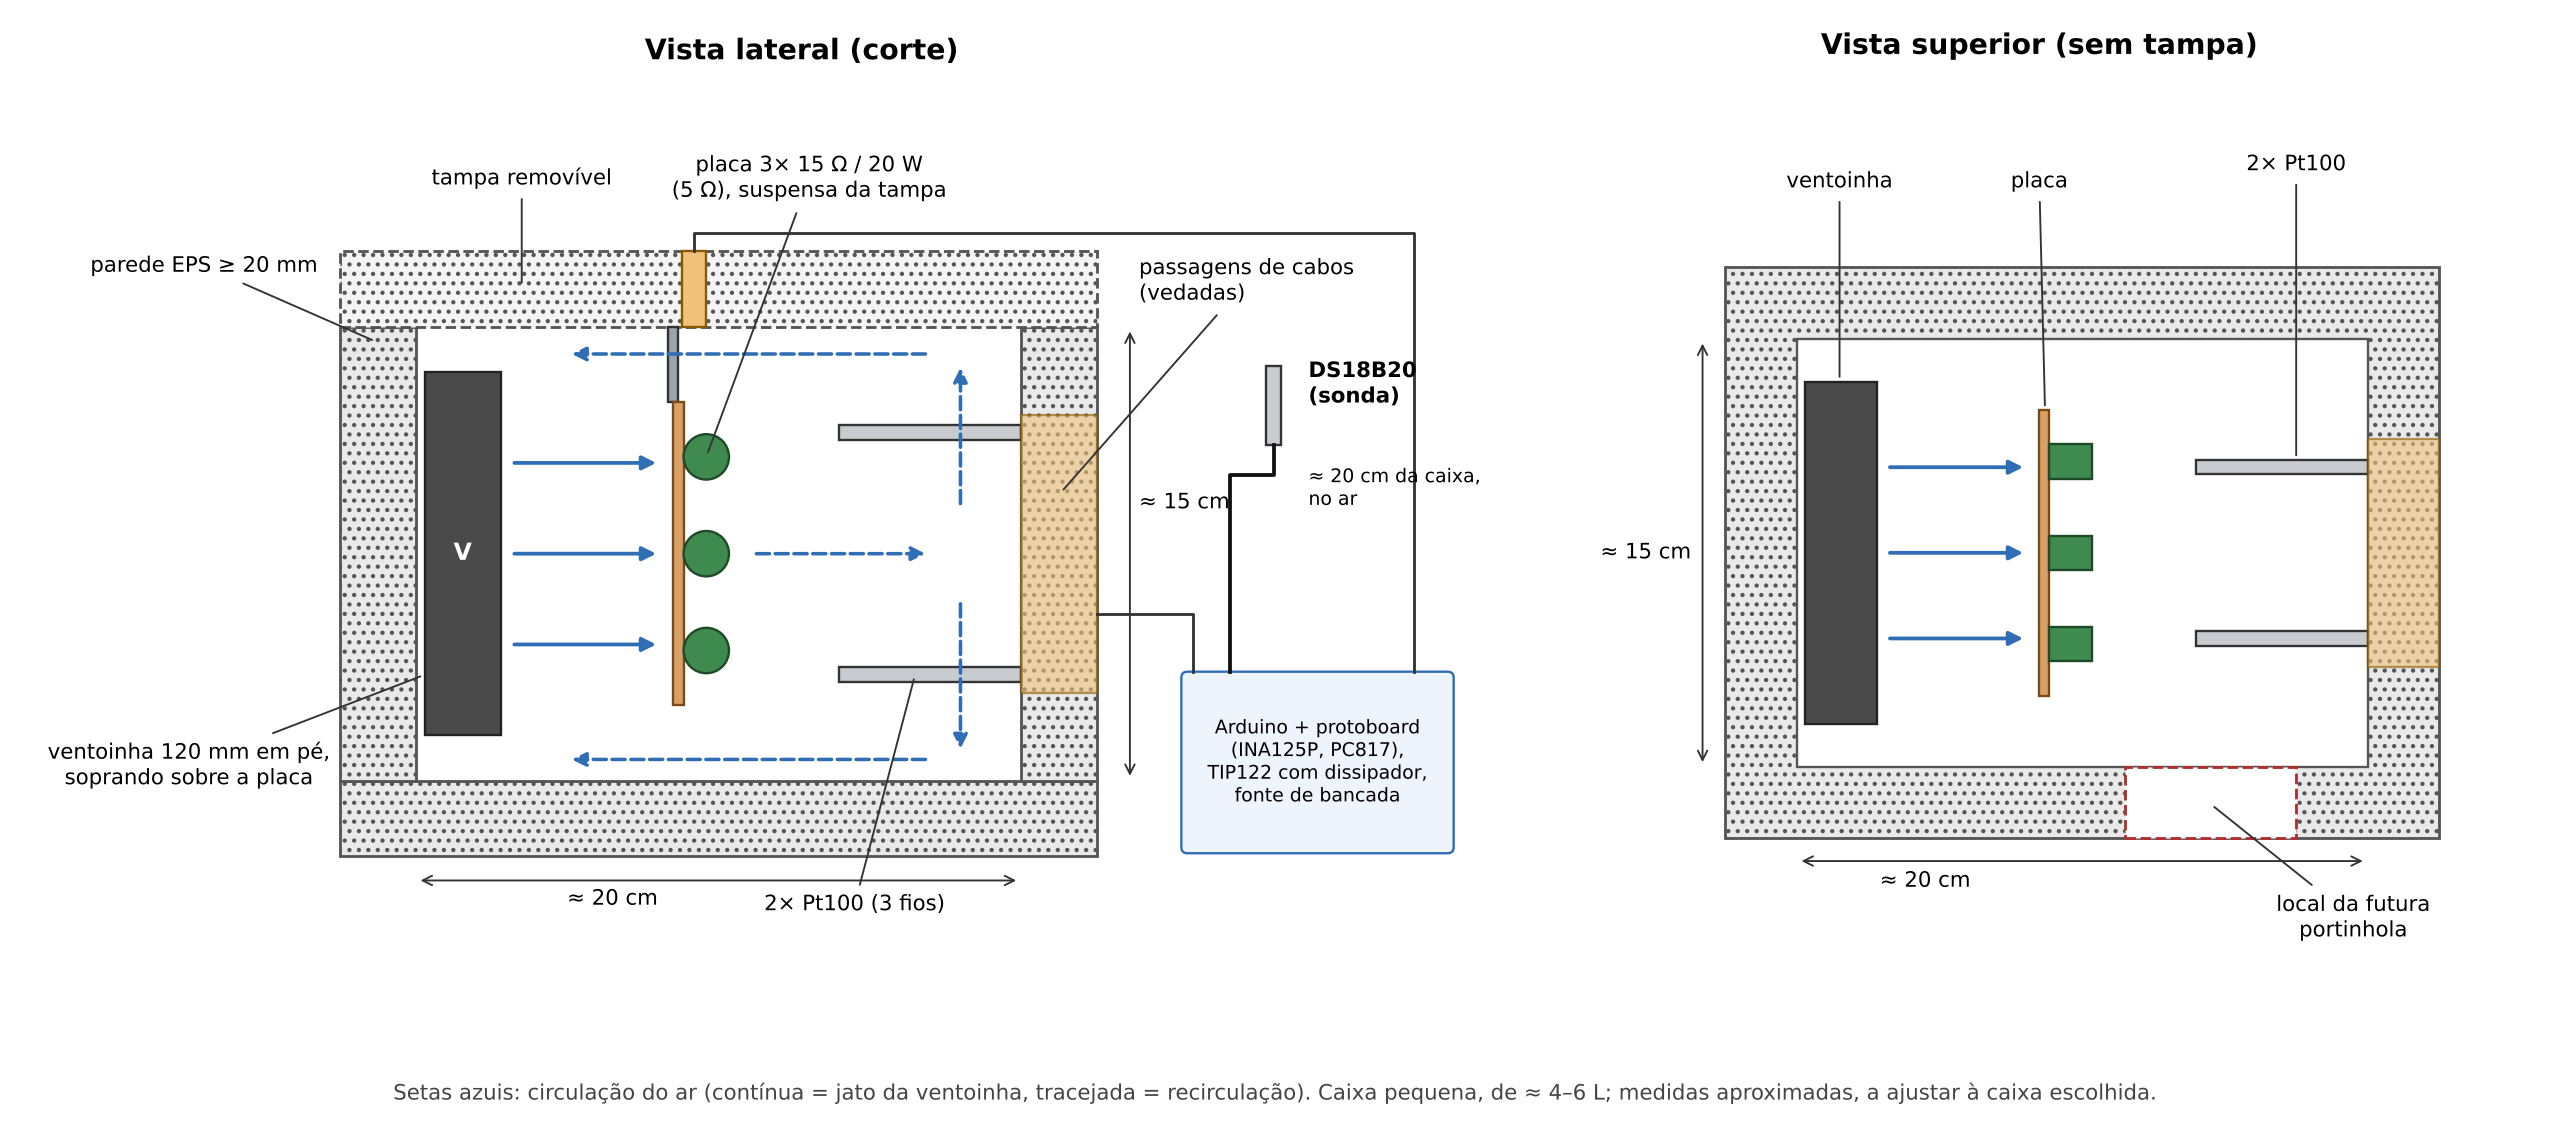 Vista lateral (corte)
Vista superior (sem tampa)
tampa removível
placa 3× 15 Ω / 20 W
(5 Ω), suspensa da tampa
parede EPS ≥ 20 mm
passagens de cabos
(vedadas)
DS18B20
(sonda)
≈ 20 cm da caixa,
no ar
≈ 15 cm
V
ventoinha 120 mm em pé,
soprando sobre a placa
Arduino + protoboard
(INA125P, PC817),
TIP122 com dissipador,
fonte de bancada
≈ 20 cm
2× Pt100 (3 fios)
ventoinha
placa
2× Pt100
≈ 15 cm
≈ 20 cm
local da futura
portinhola
Setas azuis: circulação do ar (contínua = jato da ventoinha, tracejada = recirculação). Caixa pequena, de ≈ 4–6 L; medidas aproximadas, a ajustar à caixa escolhida.